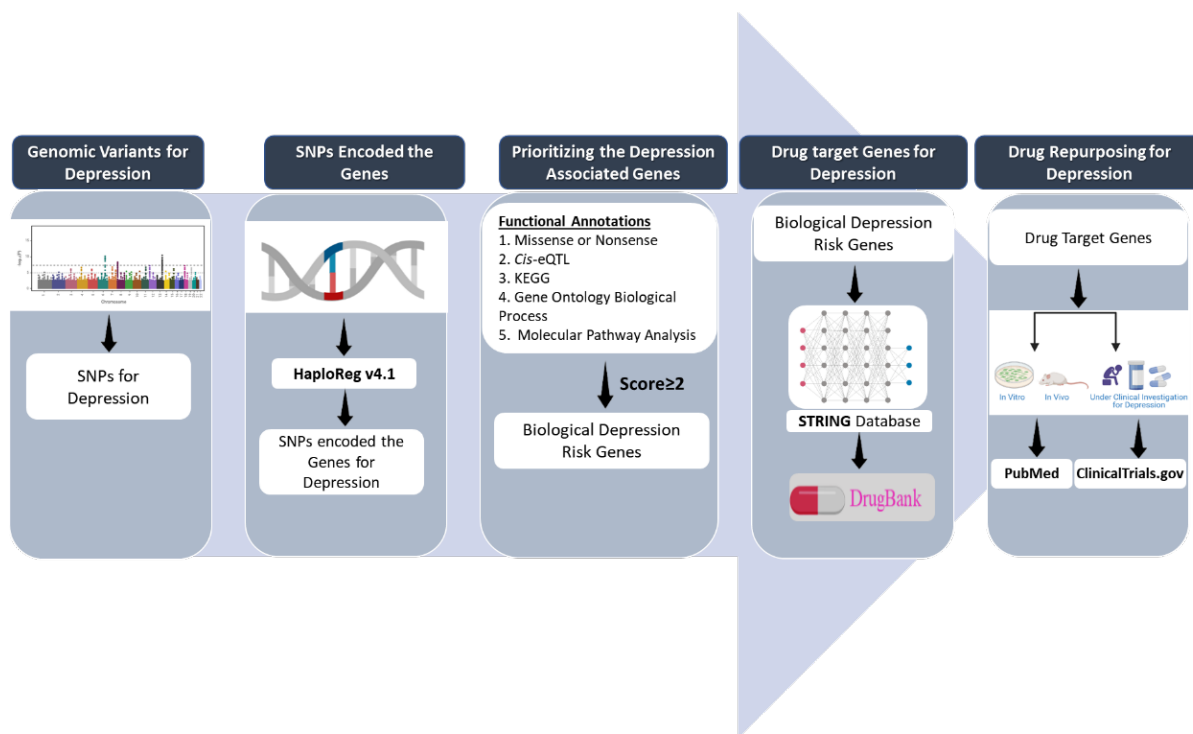 Genomic Variants for
Depression
SNPs Encoded the
Genes
Prioritizing the Depression
Associated Genes
Drug target Genes for
Depression
Drug Repurposing for
Depression
Chromosome
SNPs for
Depression
HaploReg v4.1
SNPs encoded the
Genes for
Depression
Functional Annotations
1. Missense or Nonsense
2. Cis-eQTL
3. KEGG
4. Gene Ontology Biological
Process
5. Molecular Pathway Analysis
Score≥2
Biological Depression
Risk Genes
Biological Depression
Risk Genes
STRING Database
DrugBank
Drug Target Genes
In Vitro
In Vivo
Under Clinical Investigation
for Depression
PubMed
ClinicalTrials.gov